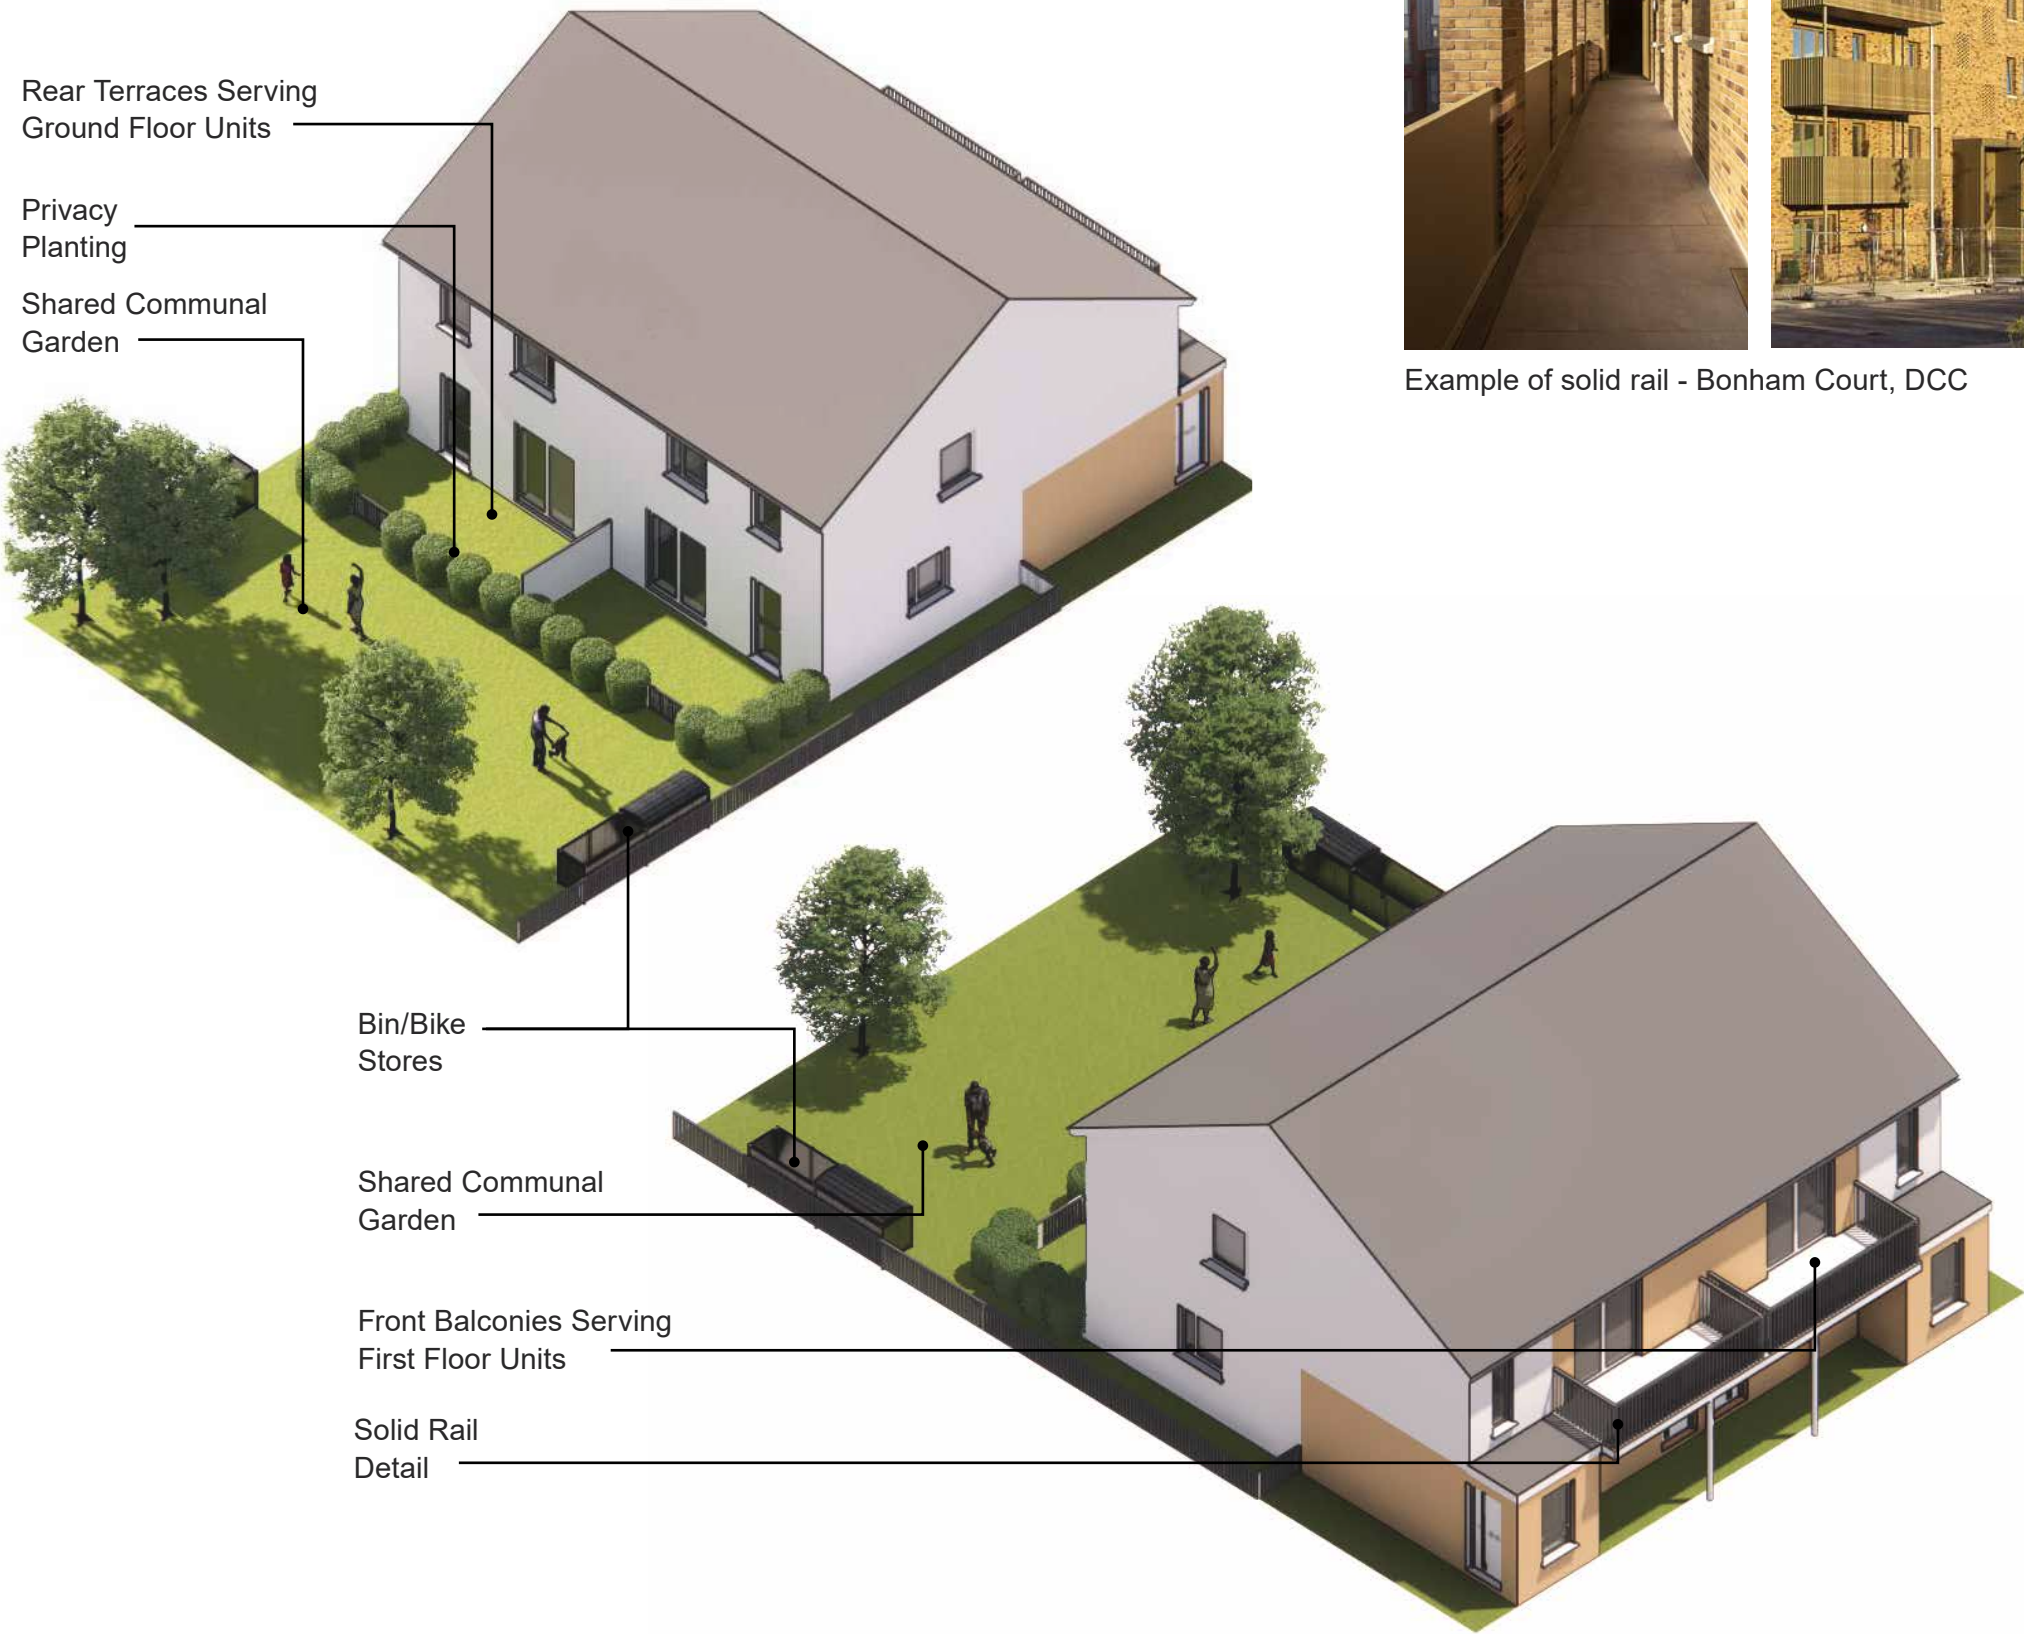 Rear Terraces Serving
Ground Floor Units
Privacy
Planting
Shared Communal
Garden
Example of solid rail - Bonham Court, DCC
Bin/Bike
Stores
Shared Communal
Garden
Front Balconies Serving
First Floor Units
Solid Rail
Detail